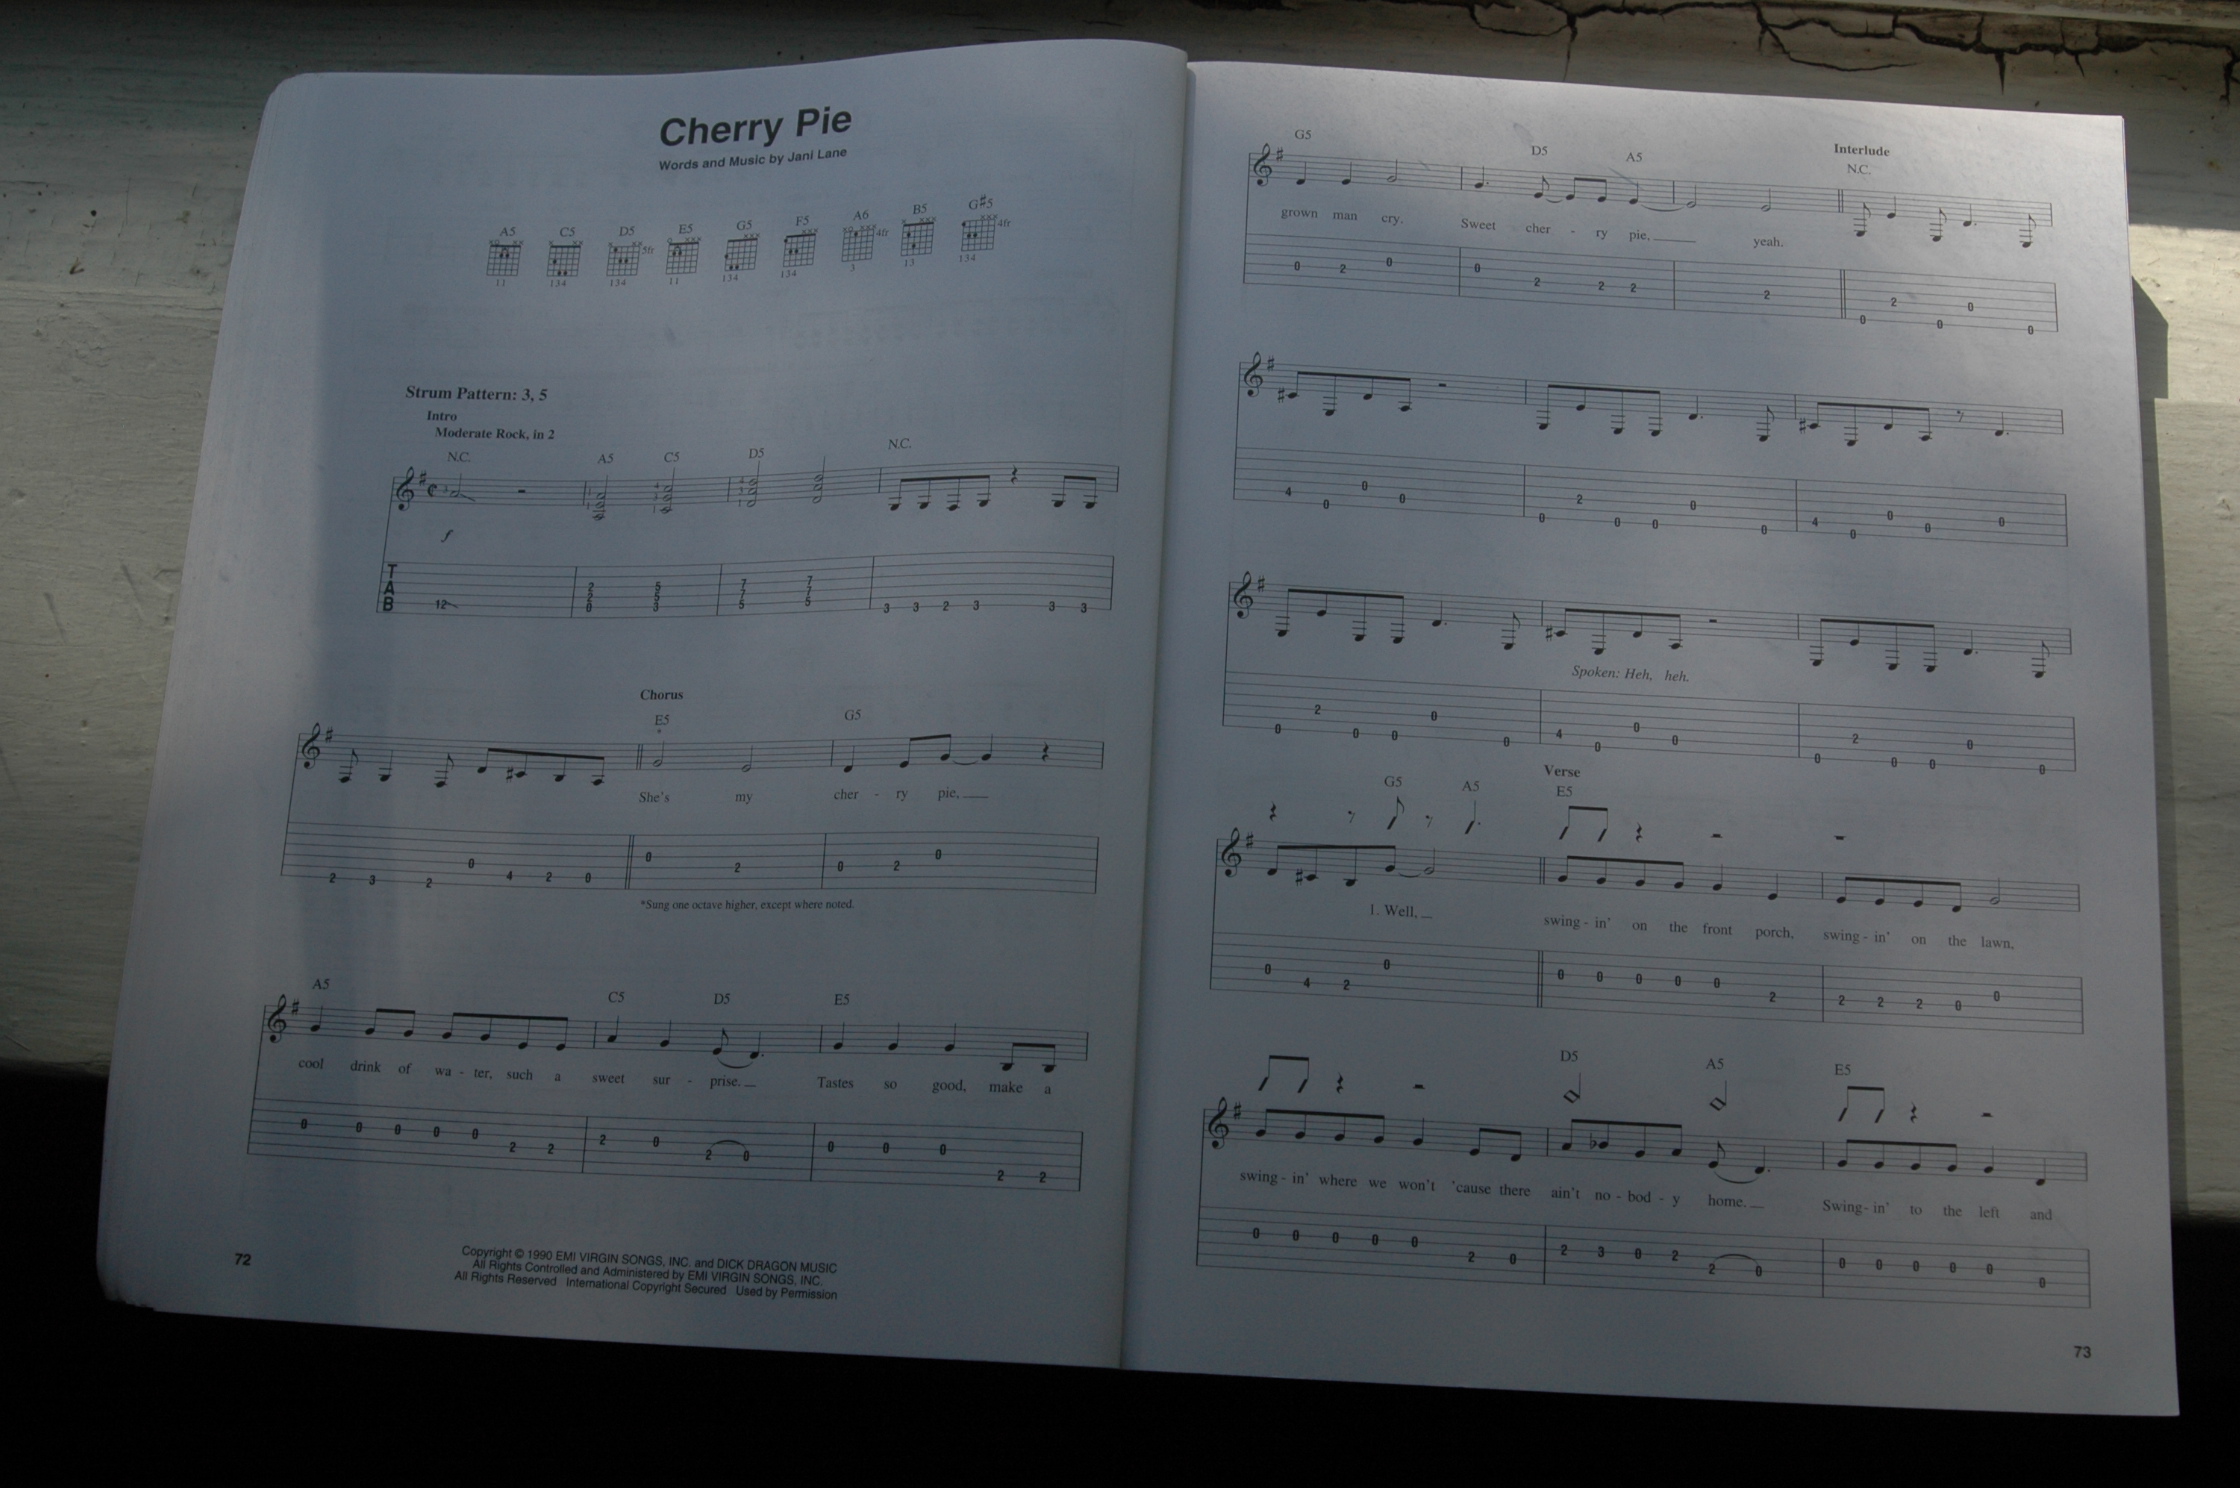 Cherry Pie
Words and Music by Jani Lane
A5 C5 D5 E5 G5 F5 A6 B5 G#5
5fr 4fr 4fr
11 134 134 11 134 134 3 13 134
Strum Pattern: 3, 5
Intro
Moderate Rock, in 2
N.C. A5 C5 D5 N.C.
f
T
A
B
12 2 2 0 5 5 3 7 7 5 7 7 5 3 3 2 3 3 3
Chorus
E5 G5
She's my cher - ry pie,
2 3 2 0 4 2 0 0 2 0 2 0
*Sung one octave higher, except where noted.
A5 C5 D5 E5
cool drink of wa - ter, such a sweet sur - prise. Tastes so good, make a
0 0 0 0 0 2 2 2 0 2 0 0 0 0 2 2
72
Copyright © 1990 EMI VIRGIN SONGS, INC. and DICK DRAGON MUSIC
All Rights Controlled and Administered by EMI VIRGIN SONGS, INC.
All Rights Reserved International Copyright Secured Used by Permission
G5 D5 A5 Interlude
N.C.
grown man cry. Sweet cher - ry pie, yeah.
0 2 0 0 2 2 2 2 0 2 0 0 0
4 0 0 0 0 2 0 0 0 0 4 0 0 0 0
Spoken: Heh, heh.
0 2 0 0 0 0 4 0 0 0 0 2 0 0 0 0
Verse
G5 A5 E5
1. Well, swing - in' on the front porch, swing - in' on the lawn,
0 4 2 0 0 0 0 0 0 2 2 2 2 0 0
D5 A5 E5
swing - in' where we won't 'cause there ain't no - bod - y home. Swing - in' to the left and
0 0 0 0 0 2 0 2 3 0 2 2 0 0 0 0 0 0 0
73